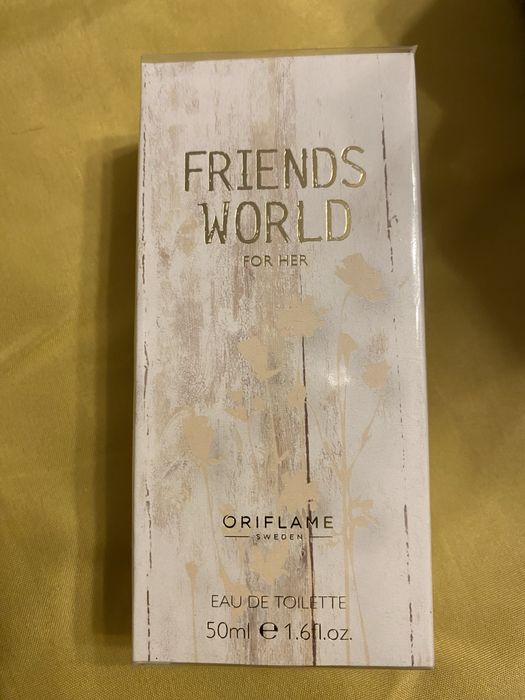 FRIENDS
WORLD
FOR HER
ORIFLAME
SWEDEN
EAU DE TOILETTE
50ml ℮ 1.6fl.oz.